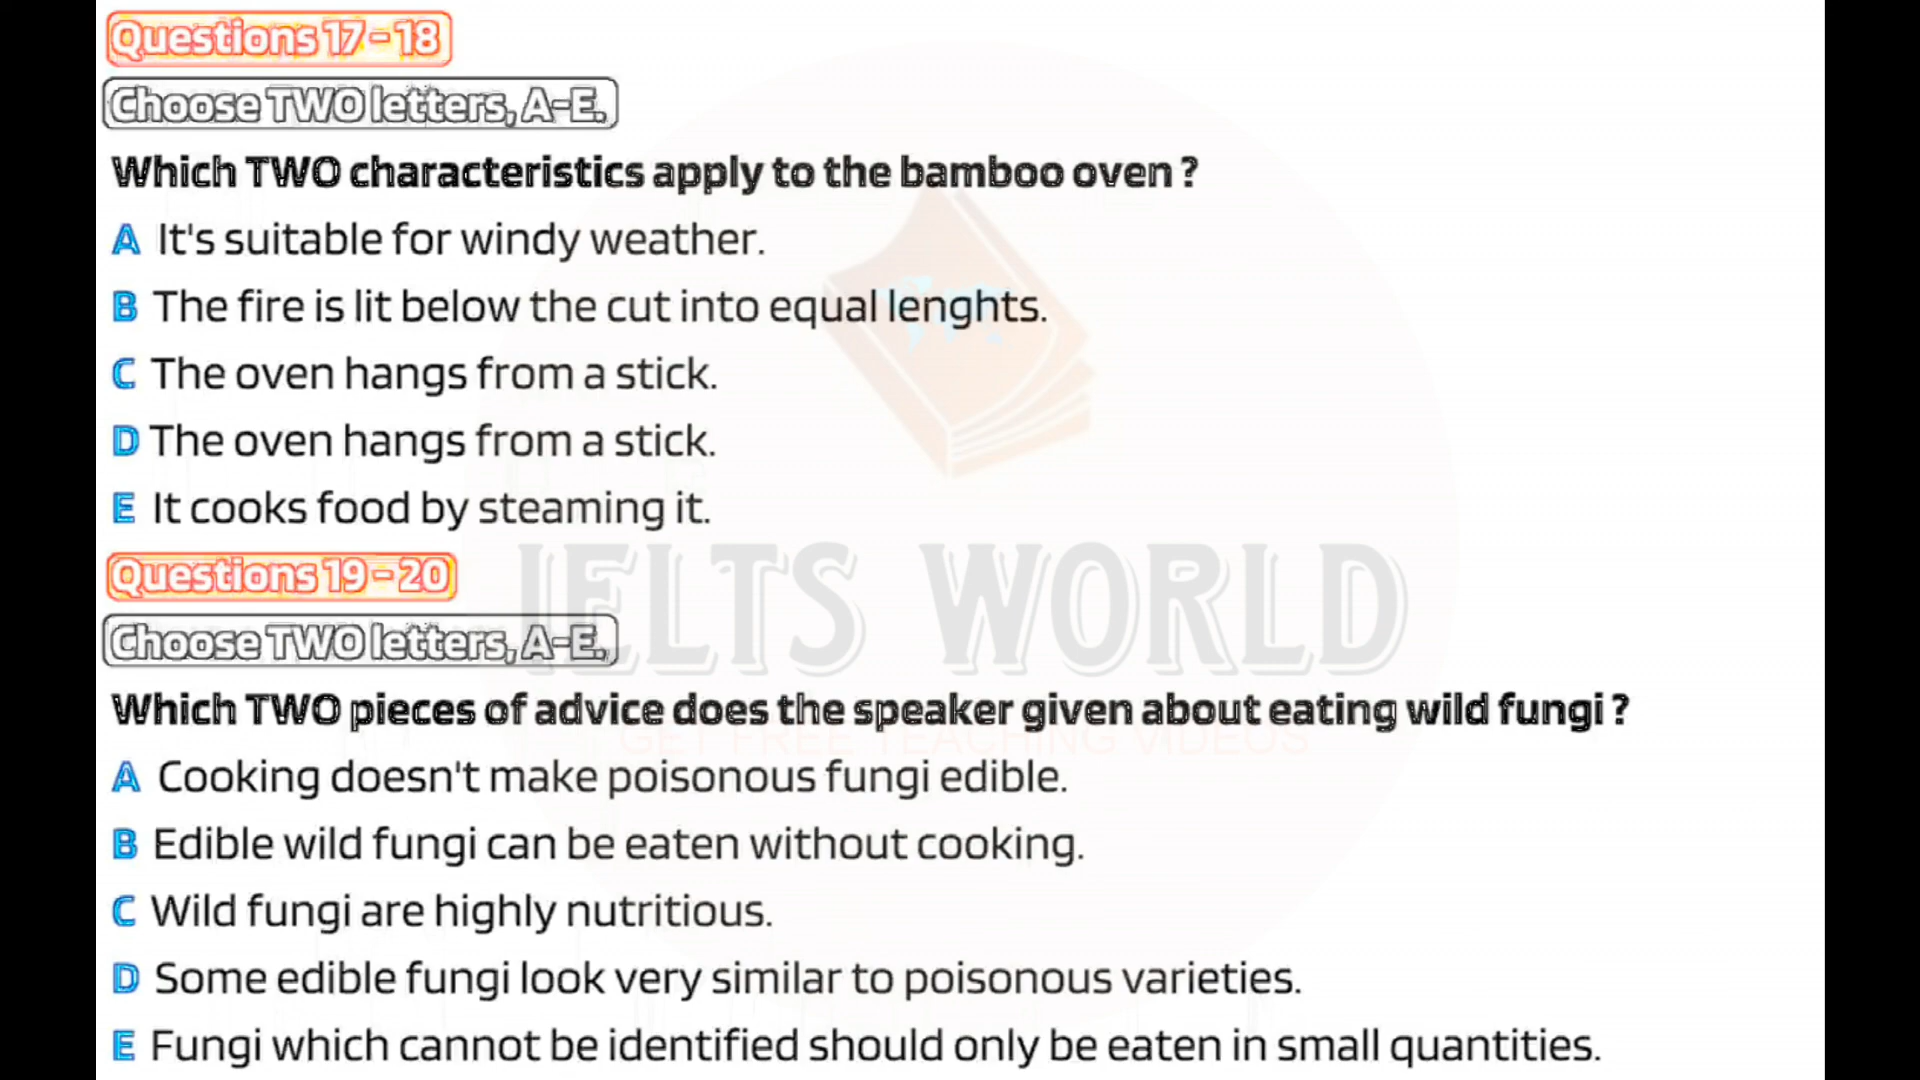 Questions 17 - 18
Choose TWO letters, A-E.
Which TWO characteristics apply to the bamboo oven ?
A It's suitable for windy weather.
B The fire is lit below the cut into equal lenghts.
C The oven hangs from a stick.
D The oven hangs from a stick.
E It cooks food by steaming it.
Questions 19 - 20
IELTS WORLD
Choose TWO letters, A-E.
Which TWO pieces of advice does the speaker given about eating wild fungi ?
GET FREE TEACHING VIDEOS
A Cooking doesn't make poisonous fungi edible.
B Edible wild fungi can be eaten without cooking.
C Wild fungi are highly nutritious.
D Some edible fungi look very similar to poisonous varieties.
E Fungi which cannot be identified should only be eaten in small quantities.